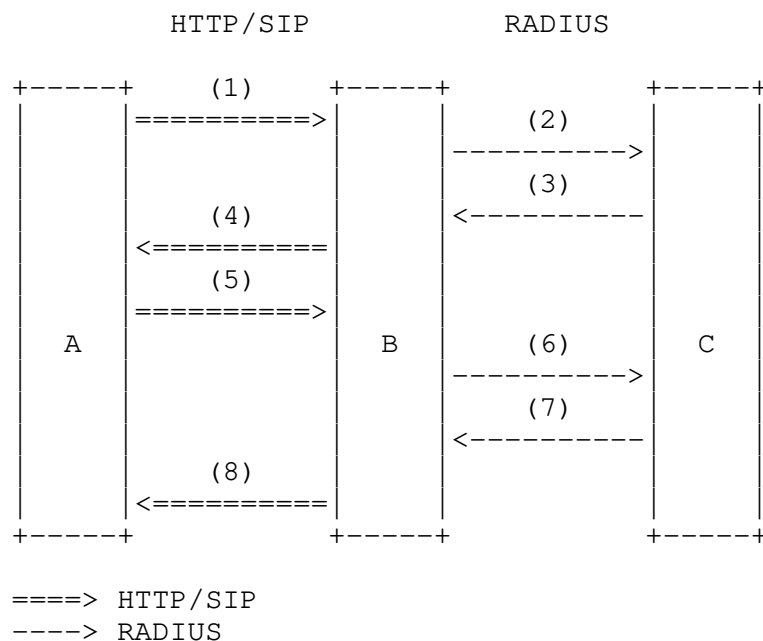 HTTP/SIP RADIUS
+-----+ (1) +-----+ +-----+
| |==========>| | (2) | |
| | | |---------->| |
| | | | (3) | |
| | (4) | |<----------| |
| |<==========| | | |
| | (5) | | | |
| |==========>| | | |
| A | | B | (6) | C |
| | | |---------->| |
| | | | (7) | |
| | | |<----------| |
| | (8) | | | |
| |<==========| | | |
+-----+ +-----+ +-----+
====> HTTP/SIP
----> RADIUS